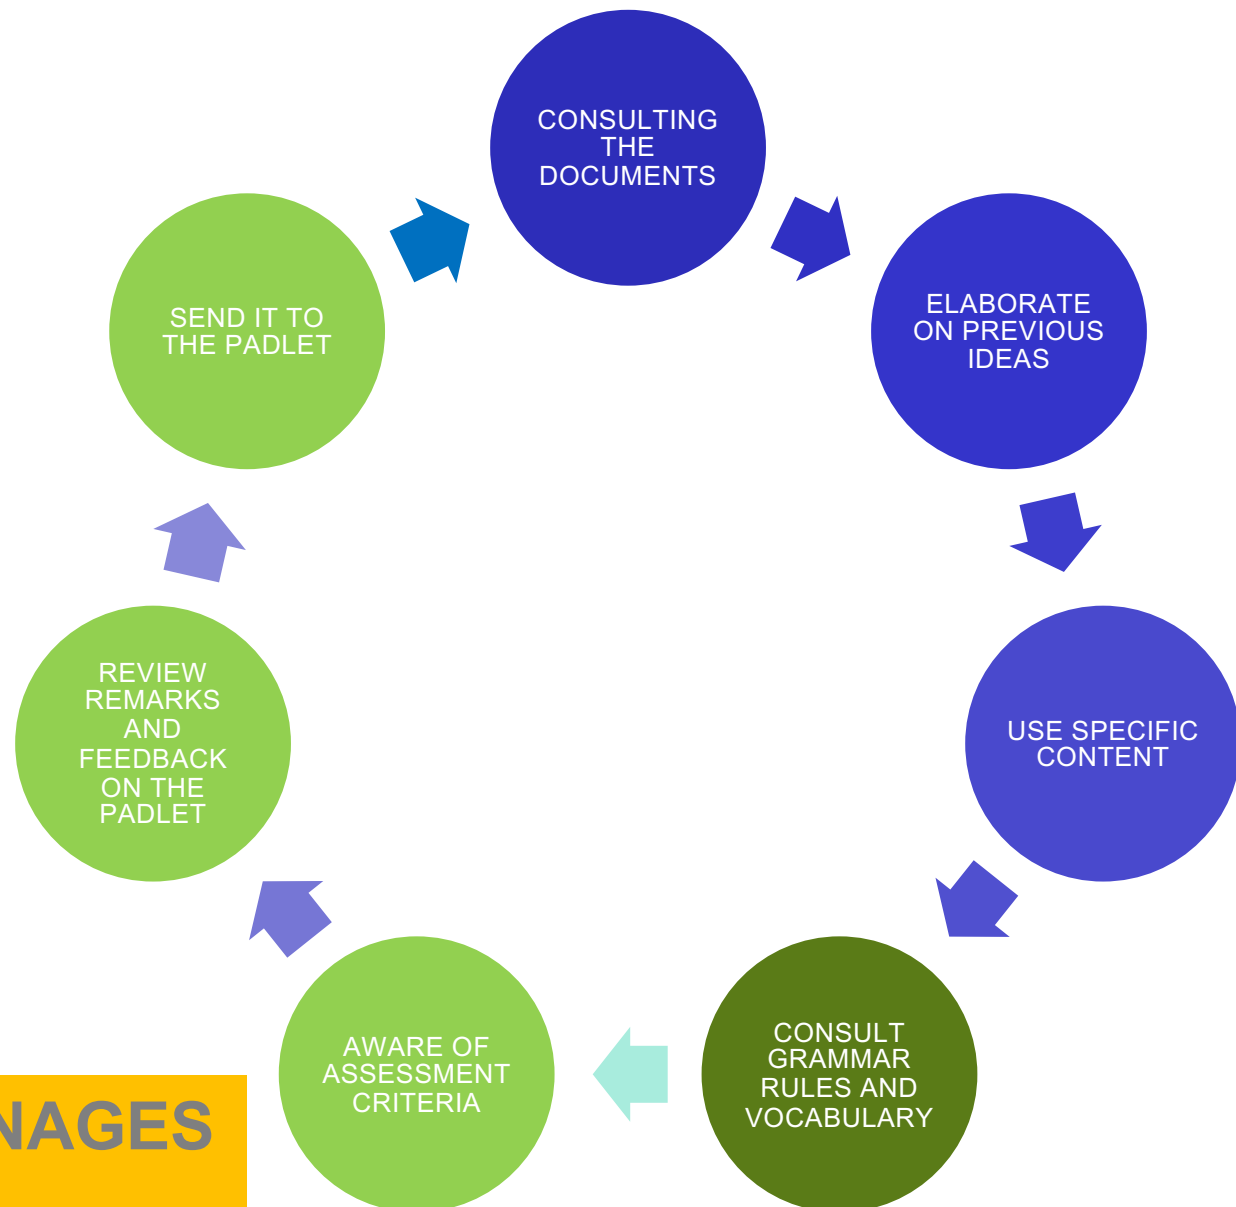 CONSULTING
THE
DOCUMENTS
ELABORATE
ON PREVIOUS
IDEAS
USE SPECIFIC
CONTENT
CONSULT
GRAMMAR
RULES AND
VOCABULARY
AWARE OF
ASSESSMENT
CRITERIA
REVIEW
REMARKS
AND
FEEDBACK
ON THE
PADLET
SEND IT TO
THE PADLET
NAGES